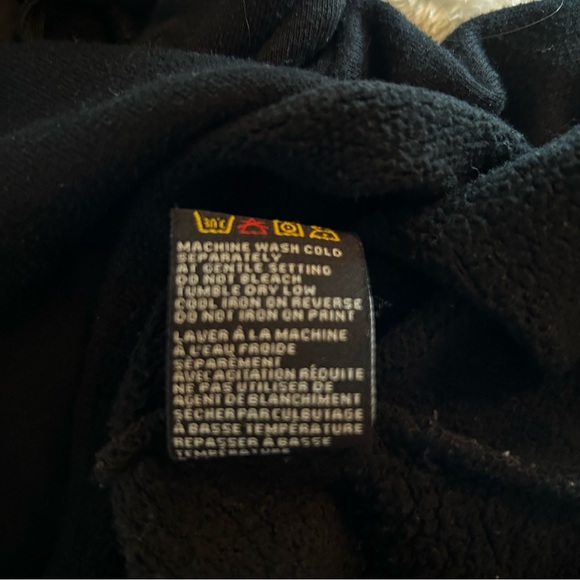 30°C
MACHINE WASH COLD
SEPARATELY
AT GENTLE SETTING
DO NOT BLEACH
TUMBLE DRY LOW
COOL IRON ON REVERSE
DO NOT IRON ON PRINT
LAVER À LA MACHINE
À L'EAU FROIDE
SÉPARÉMENT
AVEC AGITATION RÉDUITE
NE PAS UTILISER DE
AGENT DE BLANCHIMENT
SÉCHER PAR CULBUTAGE
À BASSE TEMPÉRATURE
REPASSER À BASSE
TEMPÉRATURE